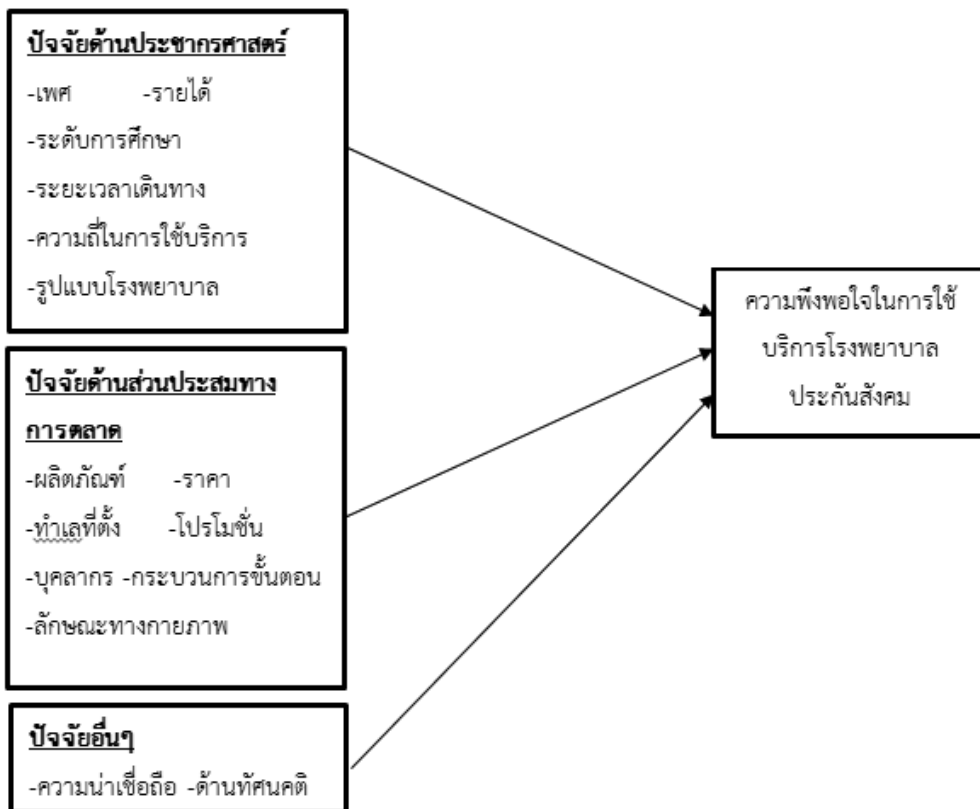 ปัจจัยด้านประชากรศาสตร์
-เพศ -รายได้
-ระดับการศึกษา
-ระยะเวลาเดินทาง
-ความถี่ในการใช้บริการ
-รูปแบบโรงพยาบาล
ปัจจัยด้านส่วนประสมทาง
การตลาด
-ผลิตภัณฑ์ -ราคา
-ทำเลที่ตั้ง -โปรโมชั่น
-บุคลากร -กระบวนการขั้นตอน
-ลักษณะทางกายภาพ
ปัจจัยอื่นๆ
-ความน่าเชื่อถือ -ด้านทัศนคติ
ความพึงพอใจในการใช้
บริการโรงพยาบาล
ประกันสังคม